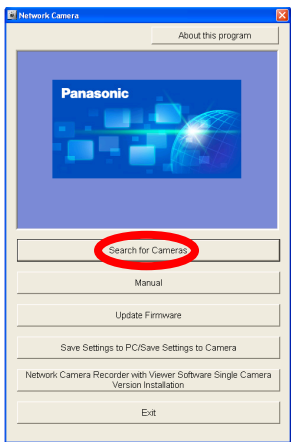 Network Camera
About this program
Panasonic
Search for Cameras
Manual
Update Firmware
Save Settings to PC/Save Settings to Camera
Network Camera Recorder with Viewer Software Single Camera
Version Installation
Exit